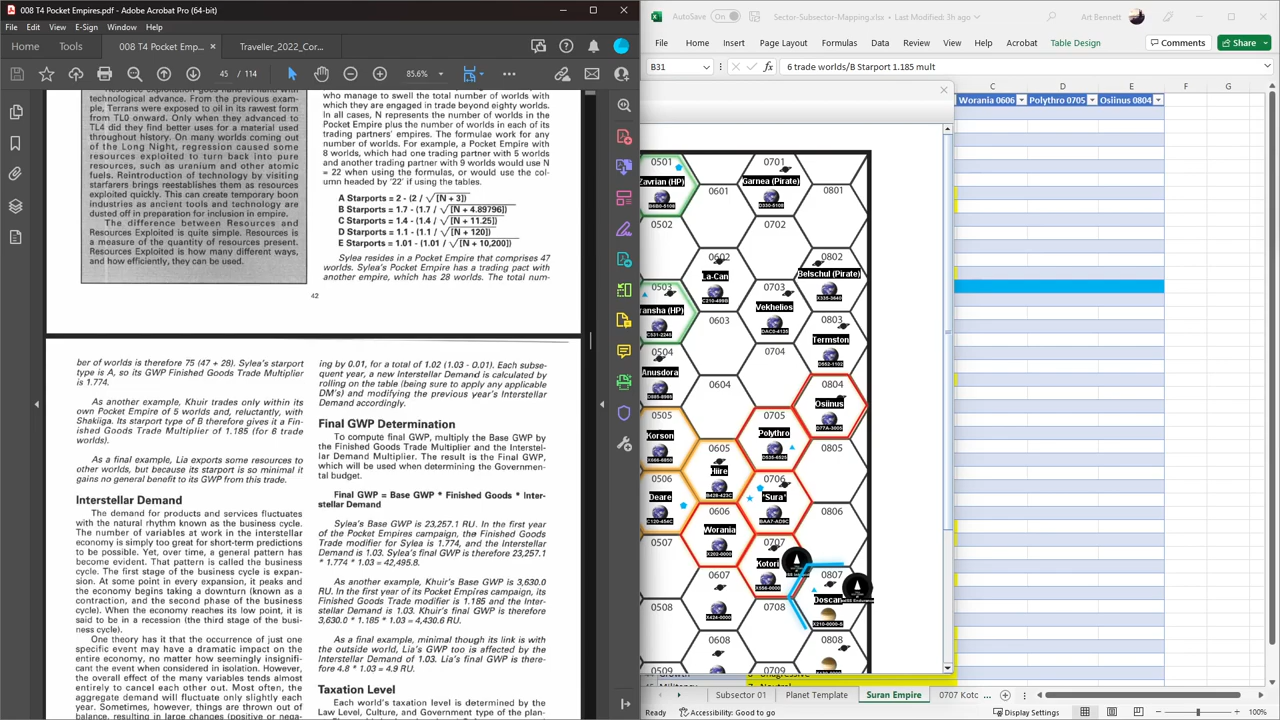 008 T4 Pocket Empires.pdf - Adobe Acrobat Pro (64-bit)
File Edit View E-Sign Window Help
Home Tools 008 T4 Pocket Emp... × Traveller_2022_Cor...
45 / 114 85.6%
technological advance. From the previous exam-
ple, Terrans were exposed to oil in its rawest form
from TL0 onward. Only when they advanced to
TL4 did they find better uses for a material used
throughout history. On many worlds coming
out of the Long Night, regression caused some
resources exploited to turn back into pure
resources, such as uranium and other atomic
fuels. Reintroduction of technology by visiting
starfarers brings reestablishes them as resources
exploited quickly. This can create temporary boon
industries as ancient tools and technology are
dusted off in preparation for inclusion in empire.
The difference between Resources and
Resources Exploited is quite simple. Resources is
a measure of the quantity of resources present.
Resources Exploited is how many different ways,
and how efficiently, they can be used.
who manage to swell the total number of worlds with
which they are engaged in trade beyond eighty worlds.
In all cases, N represents the number of worlds in the
Pocket Empire plus the number of worlds in each of its
trading partners' empires. The formulae work for any
number of worlds. For example, a Pocket Empire with
8 worlds, which had one trading partner with 5 worlds
and another trading partner with 9 worlds would use N
= 22 when using the formulas, or would use the col-
umn headed by '22' if using the tables.
A Starports = 2 - (2 / √[N + 3])
B Starports = 1.7 - (1.7 / √[N + 4.89796])
C Starports = 1.4 - (1.4 / √[N + 11.25])
D Starports = 1.1 - (1.1 / √[N + 120])
E Starports = 1.01 - (1.01 / √[N + 10,200])
Sylea resides in a Pocket Empire that comprises 47
worlds. Sylea's Pocket Empire has a trading pact with
another empire, which has 28 worlds. The total num-
42
ber of worlds is therefore 75 (47 + 28). Sylea's starport
type is A, so its GWP Finished Goods Trade Multiplier
is 1.774.
As another example, Khuir trades only within its
own Pocket Empire of 5 worlds and, reluctantly, with
Shakiiga. Its starport type of B therefore gives it a Fin-
ished Goods Trade Multiplier of 1.185 (for 6 trade
worlds).
As a final example, Lia exports some resources to
other worlds, but because its starport is so minimal it
gains no general benefit to its GWP from this trade.
Interstellar Demand
The demand for products and services fluctuates
with the natural rhythm known as the business cycle.
The number of variables at work in the interstellar
economy is simply too great for short-term predictions
to be possible. Yet, over time, a general pattern has
become evident. That pattern is called the business
cycle. The first stage of the business cycle is expan-
sion. At some point in every expansion, it peaks and
the economy begins taking a downturn (known as a
contraction, and the second phase of the business
cycle). When the economy reaches its low point, it is
said to be in a recession (the third stage of the busi-
ness cycle).
One theory has it that the occurrence of just one
specific event may have a dramatic impact on the
entire economy, no matter how seemingly insignifi-
cant the event when considered in isolation. However,
the overall effect of the many variables tends almost
entirely to cancel each other out. Most often, the
aggregate demand will fluctuate only slightly each
year. Sometimes, however, things are thrown out of
balance, resulting in large changes (positive or nega-
ing by 0.01, for a total of 1.02 (1.03 - 0.01). Each subse-
quent year, a new Interstellar Demand is calculated by
rolling on the table (being sure to apply any applicable
DM's) and modifying the previous year's Interstellar
Demand accordingly.
Final GWP Determination
To compute final GWP, multiply the Base GWP by
the Finished Goods Trade Multiplier and the Interstel-
lar Demand Multiplier. The result is the Final GWP,
which will be used when determining the Governmen-
tal budget.
Final GWP = Base GWP * Finished Goods * Inter-
stellar Demand
Sylea's Base GWP is 23,257.1 RU. In the first year
of the Pocket Empires campaign, the Finished Goods
Trade modifier for Sylea is 1.774, and the Interstellar
Demand is 1.03. Sylea's final GWP is therefore 23,257.1
* 1.774 * 1.03 = 42,495.8.
As another example, Khuir's Base GWP is 3,630.0
RU. In the first year of its Pocket Empires campaign, its
Finished Goods Trade modifier is 1.185 and the Inter-
stellar Demand is 1.03. Khuir's final GWP is therefore
3,630.0 * 1.185 * 1.03 = 4,430.6 RU.
As a final example, minimal though its link is with
the outside world, Lia's GWP too is affected by the
Interstellar Demand of 1.03. Lia's final GWP is there-
fore 4.8 * 1.03 = 4.9 RU.
Taxation Level
Each world's taxation level is determined by the
Law Level, Culture, and Government type of the plan-
AutoSave Off Sector-Subsector-Mapping.xlsx - Last Modified: 3h ago Art Bennett
File Home Insert Draw Page Layout Formulas Data Review View Help Acrobat Table Design Comments Share
B31 fx 6 trade worlds/B Starport 1.185 mult
C D E F G
Worania 0606 Polythro 0705 Osiinus 0804
0501 0701
Zavrian (HP) 0601 Garnea (Pirate) 0801
0502 0702
0602 0802
La-Can Belschul (Pirate)
0503 0703
ransha (HP) 0603 Vekhelios 0803
Termston
0504 0704
Anusdora 0604 0804
Osiinus
0505 0705
Korson 0605 Polythro 0805
Hiire
0506 0706
Deare 0606 'Sura' 0806
Worania
0507 0707
0607 Kotori 0807
Doscan
0508 0708
0608 0808
0509 0709
Subsector 01 Planet Template Suran Empire 0707 Kotc ...
Ready Accessibility: Good to go Display Settings 100%